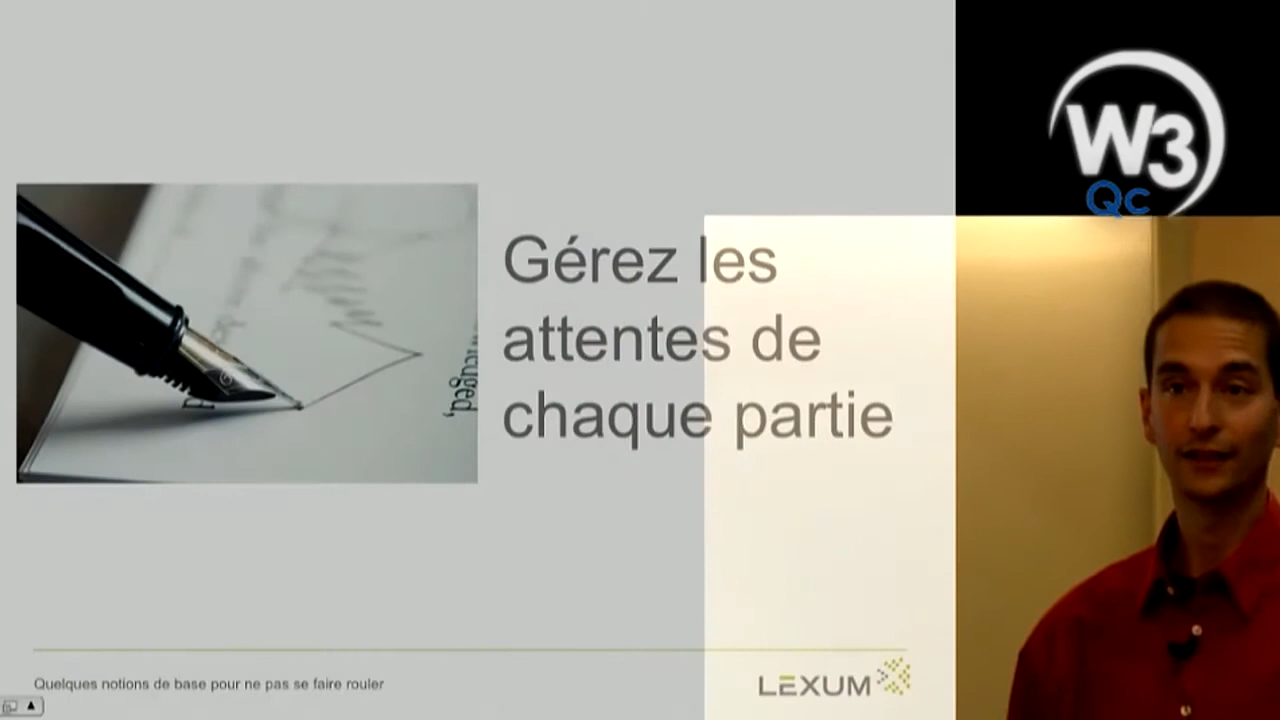 W3
Qc
Gérez les
attentes de
chaque partie
Quelques notions de base pour ne pas se faire rouler
LEXUM